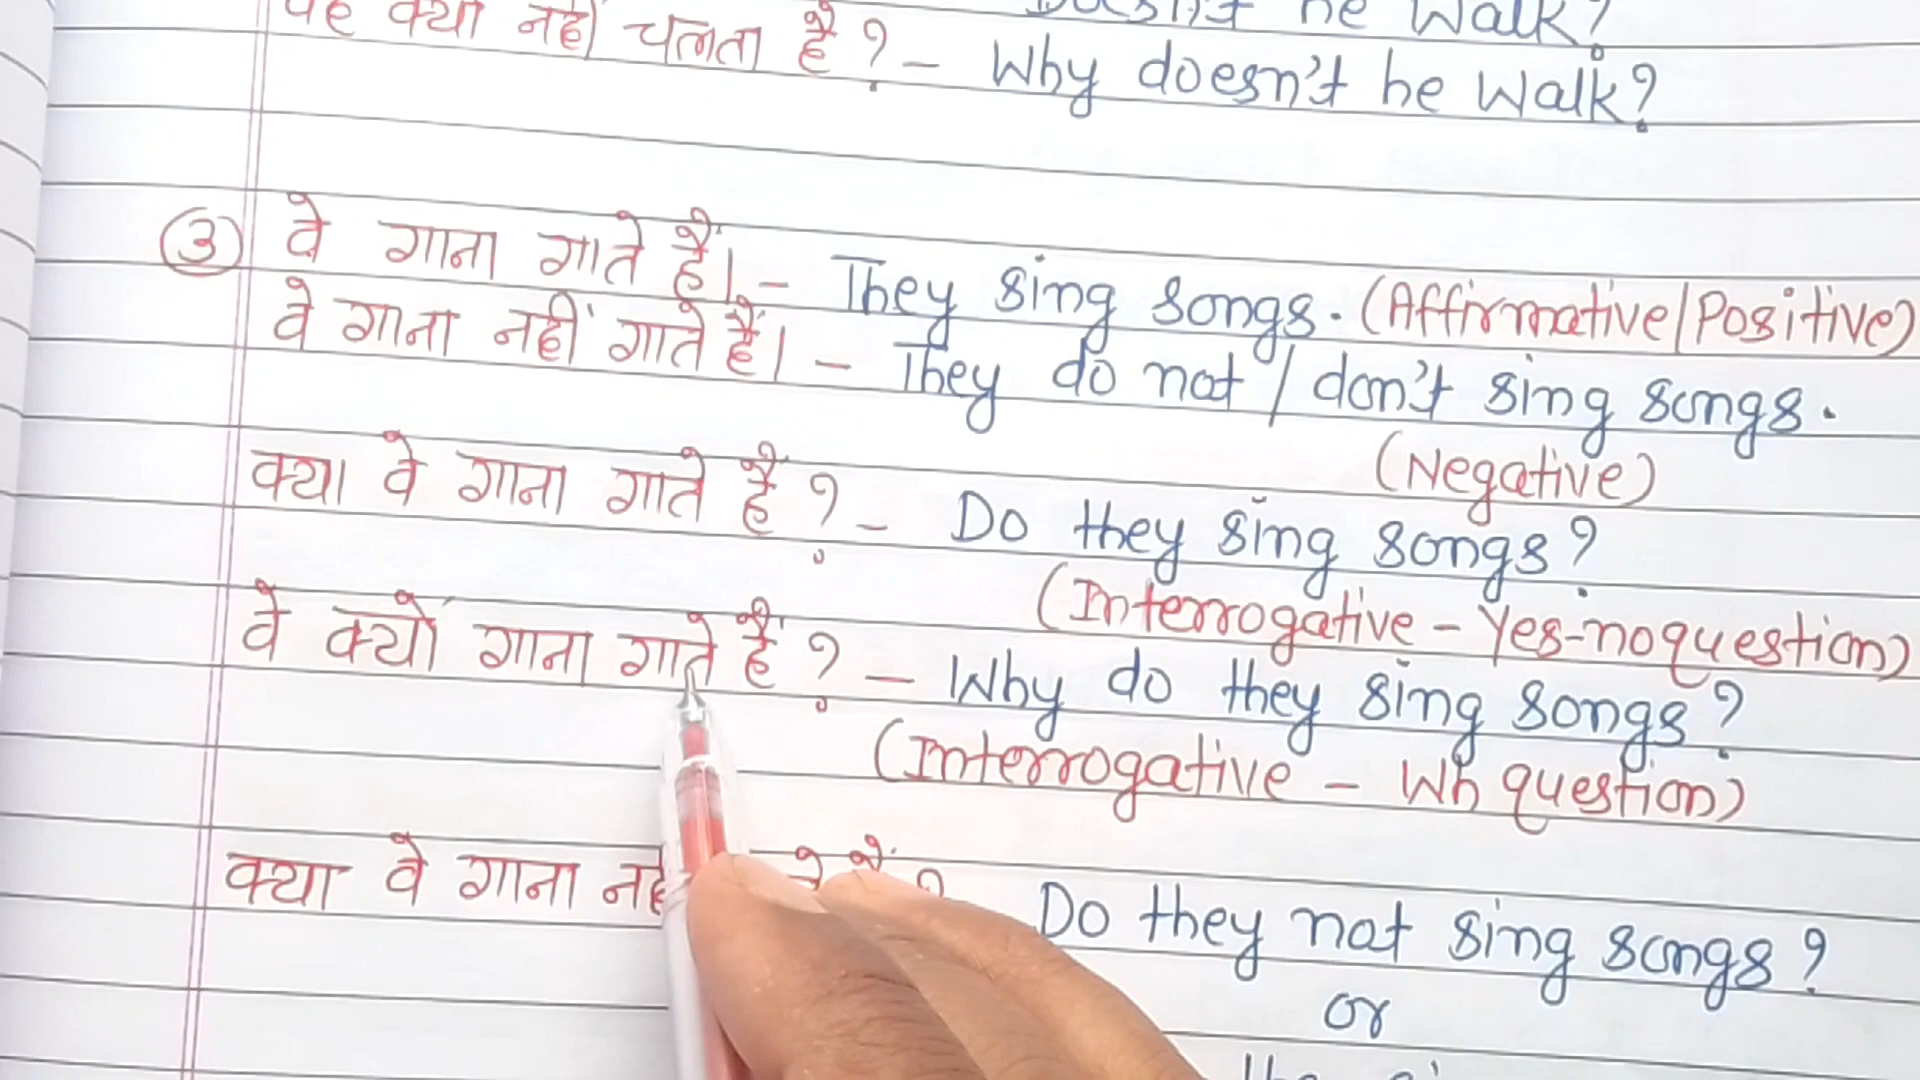 he Walk?
क्यों नहीं चलता है? – Why doesn't he Walk?
③ वे गाना गाते हैं। – They sing songs. (Affirmative/Positive)
वे गाना नहीं गाते हैं। – They do not / don't sing songs.
(Negative)
क्या वे गाना गाते हैं? – Do they sing songs?
(Interrogative – Yes-no question)
वे क्यों गाना गाते हैं? – Why do they sing songs?
(Interrogative – Wh question)
क्या वे गाना Do they not sing songs?
or